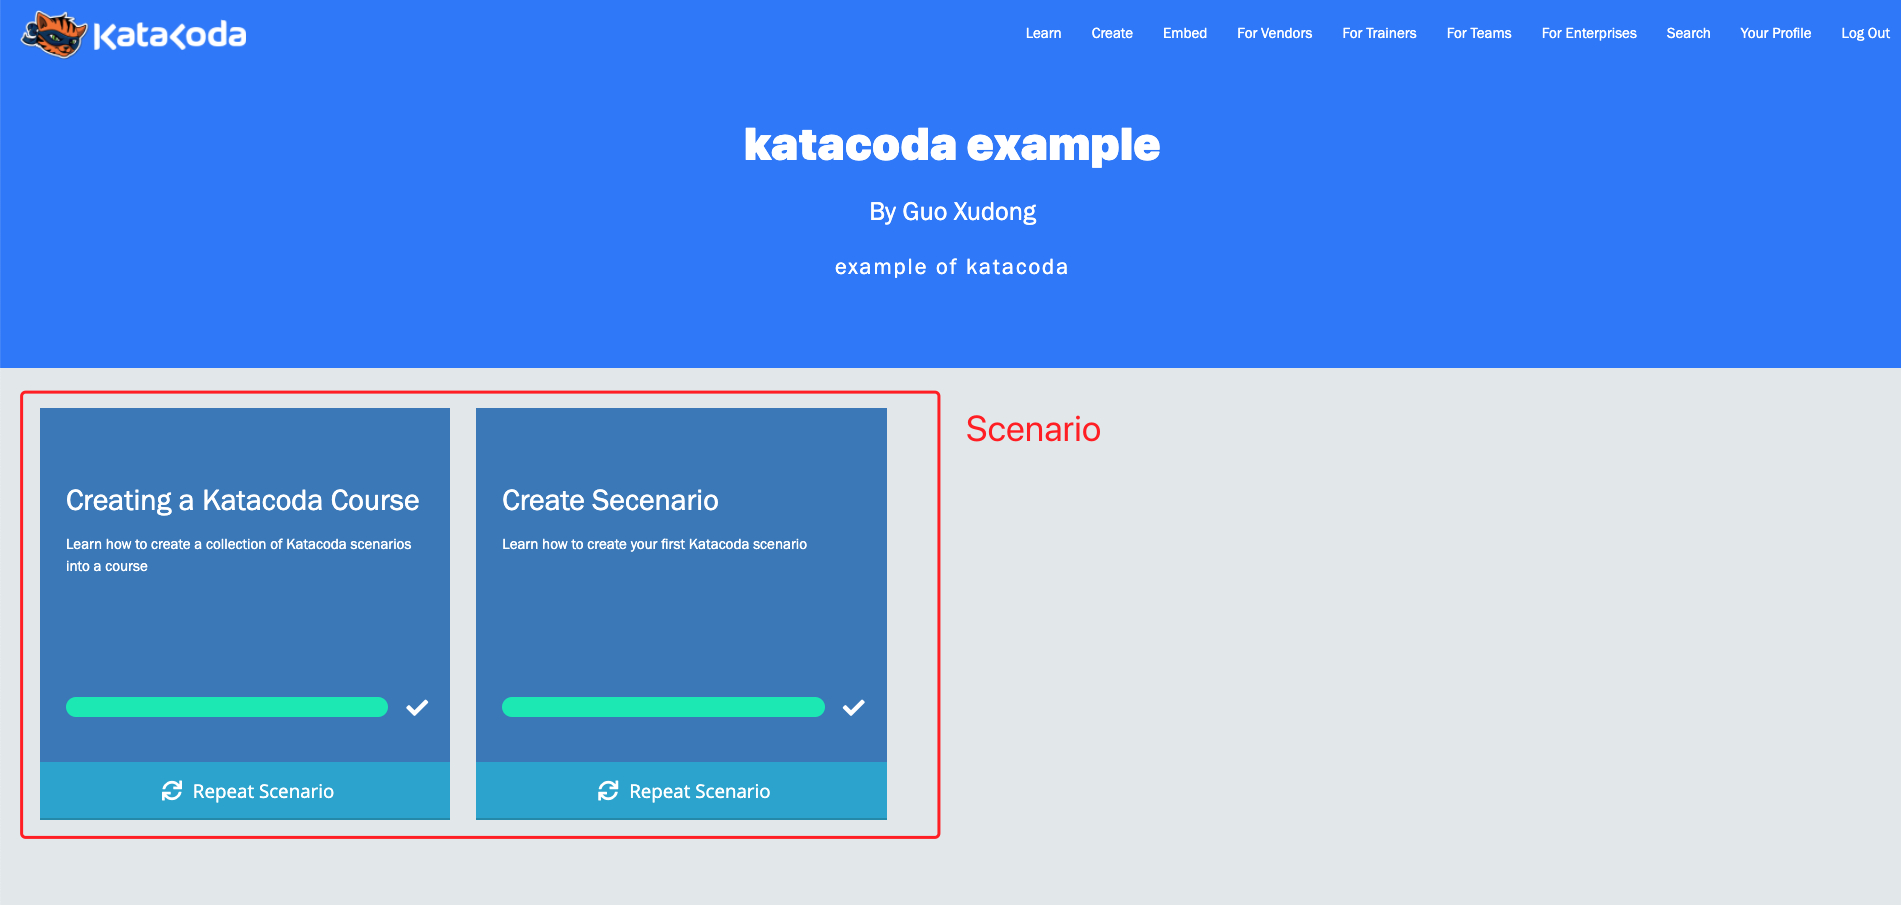 Katacoda
Learn Create Embed For Vendors For Trainers For Teams For Enterprises Search Your Profile Log Out
katacoda example
By Guo Xudong
example of katacoda
Scenario
Creating a Katacoda Course
Learn how to create a collection of Katacoda scenarios
into a course
Repeat Scenario
Create Secenario
Learn how to create your first Katacoda scenario
Repeat Scenario